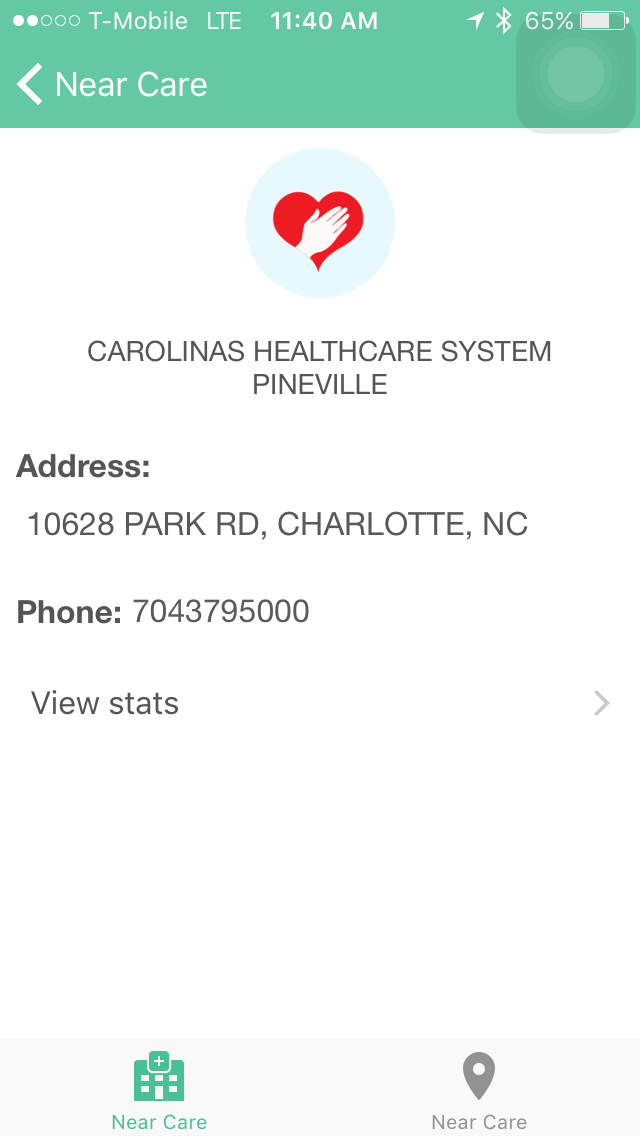 T-Mobile LTE 11:40 AM 65%
Near Care
CAROLINAS HEALTHCARE SYSTEM
PINEVILLE
Address:
10628 PARK RD, CHARLOTTE, NC
Phone: 7043795000
View stats
Near Care Near Care